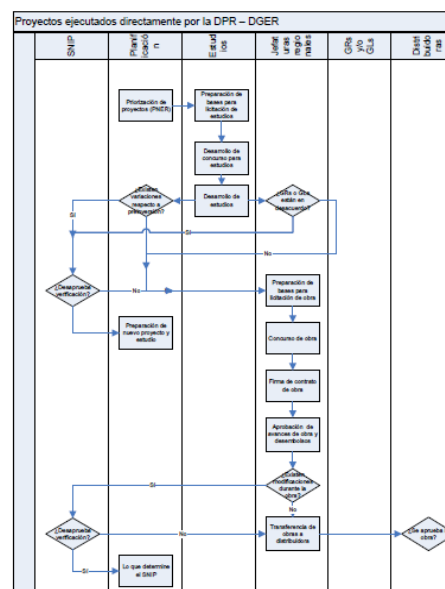 Proyectos ejecutados directamente por la DPR – DGER
SNIP
Planifi
cació
n
Estud
ios
Jefat
uras
regio
nales
GRs
y/o
GLs
Distri
buido
ras
Priorización de
proyectos (PNER)
Preparación de
bases para
licitación de
estudios
Desarrollo de
concurso para
estudios
¿Existen
variaciones
respecto a
preinversión?
Desarrollo de
estudios
¿GRs o GLs
están en
desacuerdo?
SI
SI
No
¿Desaprueba
verificación?
No
Preparación de
bases para
licitación de obra
Preparación de
nuevo proyecto y
estudio
Concurso de obra
Firma de contrato
de obra
Aprobación de
avances de obra y
desembolsos
SI
¿Existen
modificaciones
durante la
obra?
No
¿Desaprueba
verificación?
No
Transferencia de
obras a
distribuidora
¿Se aprueba
obra?
SI
Lo que determine
el SNIP